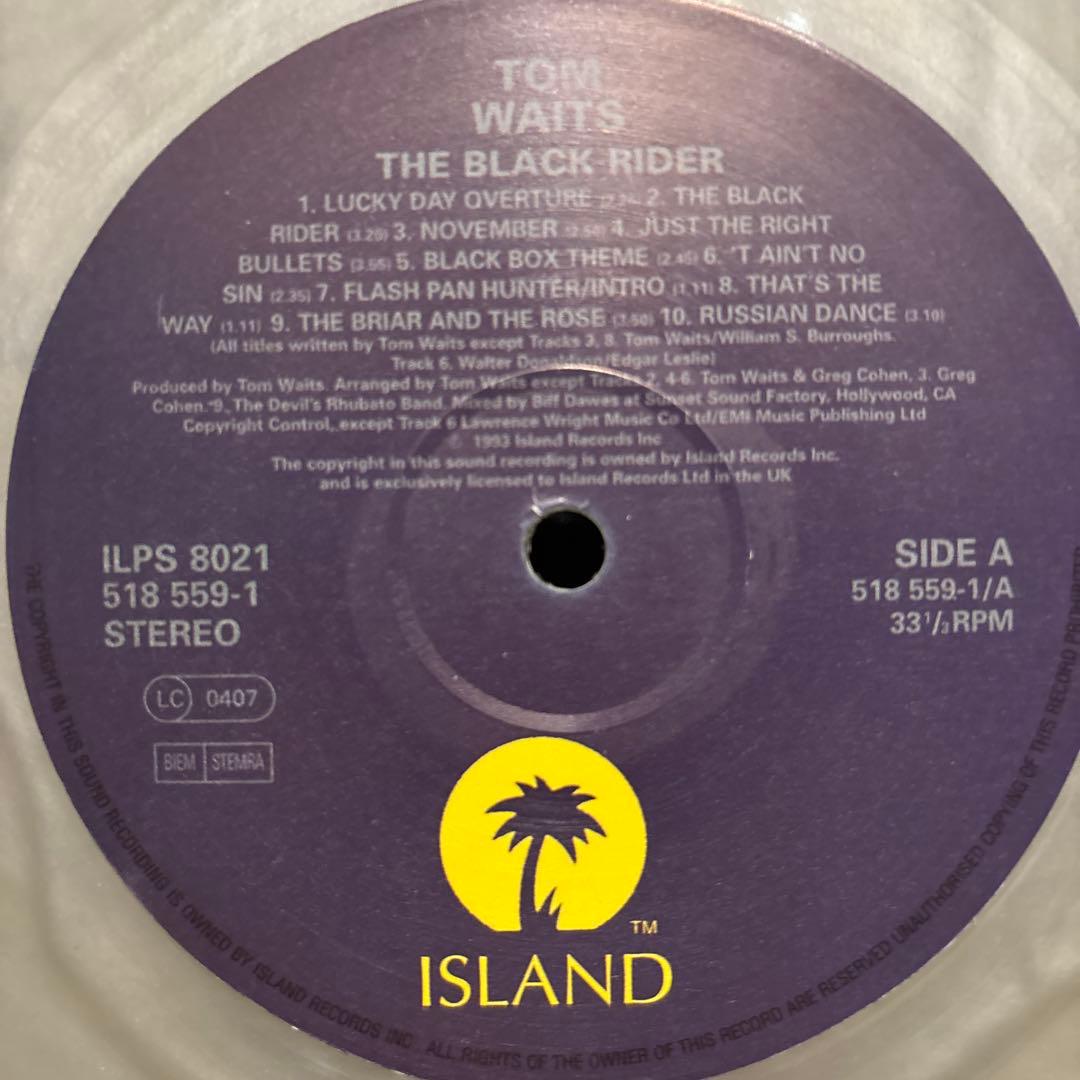 TOM
WAITS
THE BLACK RIDER
1. LUCKY DAY OVERTURE 2. THE BLACK
RIDER (3.20) 3. NOVEMBER 4. JUST THE RIGHT
BULLETS (3.55) 5. BLACK BOX THEME (2.45) 6. 'T AIN'T NO
SIN (2.35) 7. FLASH PAN HUNTER/INTRO (1.11) 8. THAT'S THE
WAY (1.11) 9. THE BRIAR AND THE ROSE (3.50) 10. RUSSIAN DANCE (3.10)
(All titles written by Tom Waits except Tracks 3, 8. Tom Waits/William S. Burroughs.
Track 6. Walter Donaldson/Edgar Leslie)
Produced by Tom Waits. Arranged by Tom Waits except Tracks 4-6. Tom Waits & Greg Cohen, 3. Greg
Cohen. 9. The Devil's Rhubato Band. Mixed by Biff Dawes at Sunset Sound Factory, Hollywood, CA
Copyright Control, except Track 6 Lawrence Wright Music Co Ltd/EMI Music Publishing Ltd
1993 Island Records Inc
The copyright in this sound recording is owned by Island Records Inc.
and is exclusively licensed to Island Records Ltd in the UK
ILPS 8021
518 559-1
STEREO
SIDE A
518 559-1/A
33 1/3 RPM
LC 0407
BIEM STEMRA
TM
ISLAND
THE COPYRIGHT IN THIS SOUND RECORDING IS OWNED BY ISLAND RECORDS INC. ALL RIGHTS OF THE OWNER OF THIS RECORD ARE RESERVED UNAUTHORISED COPYING OF THIS RECORD PROHIBITED